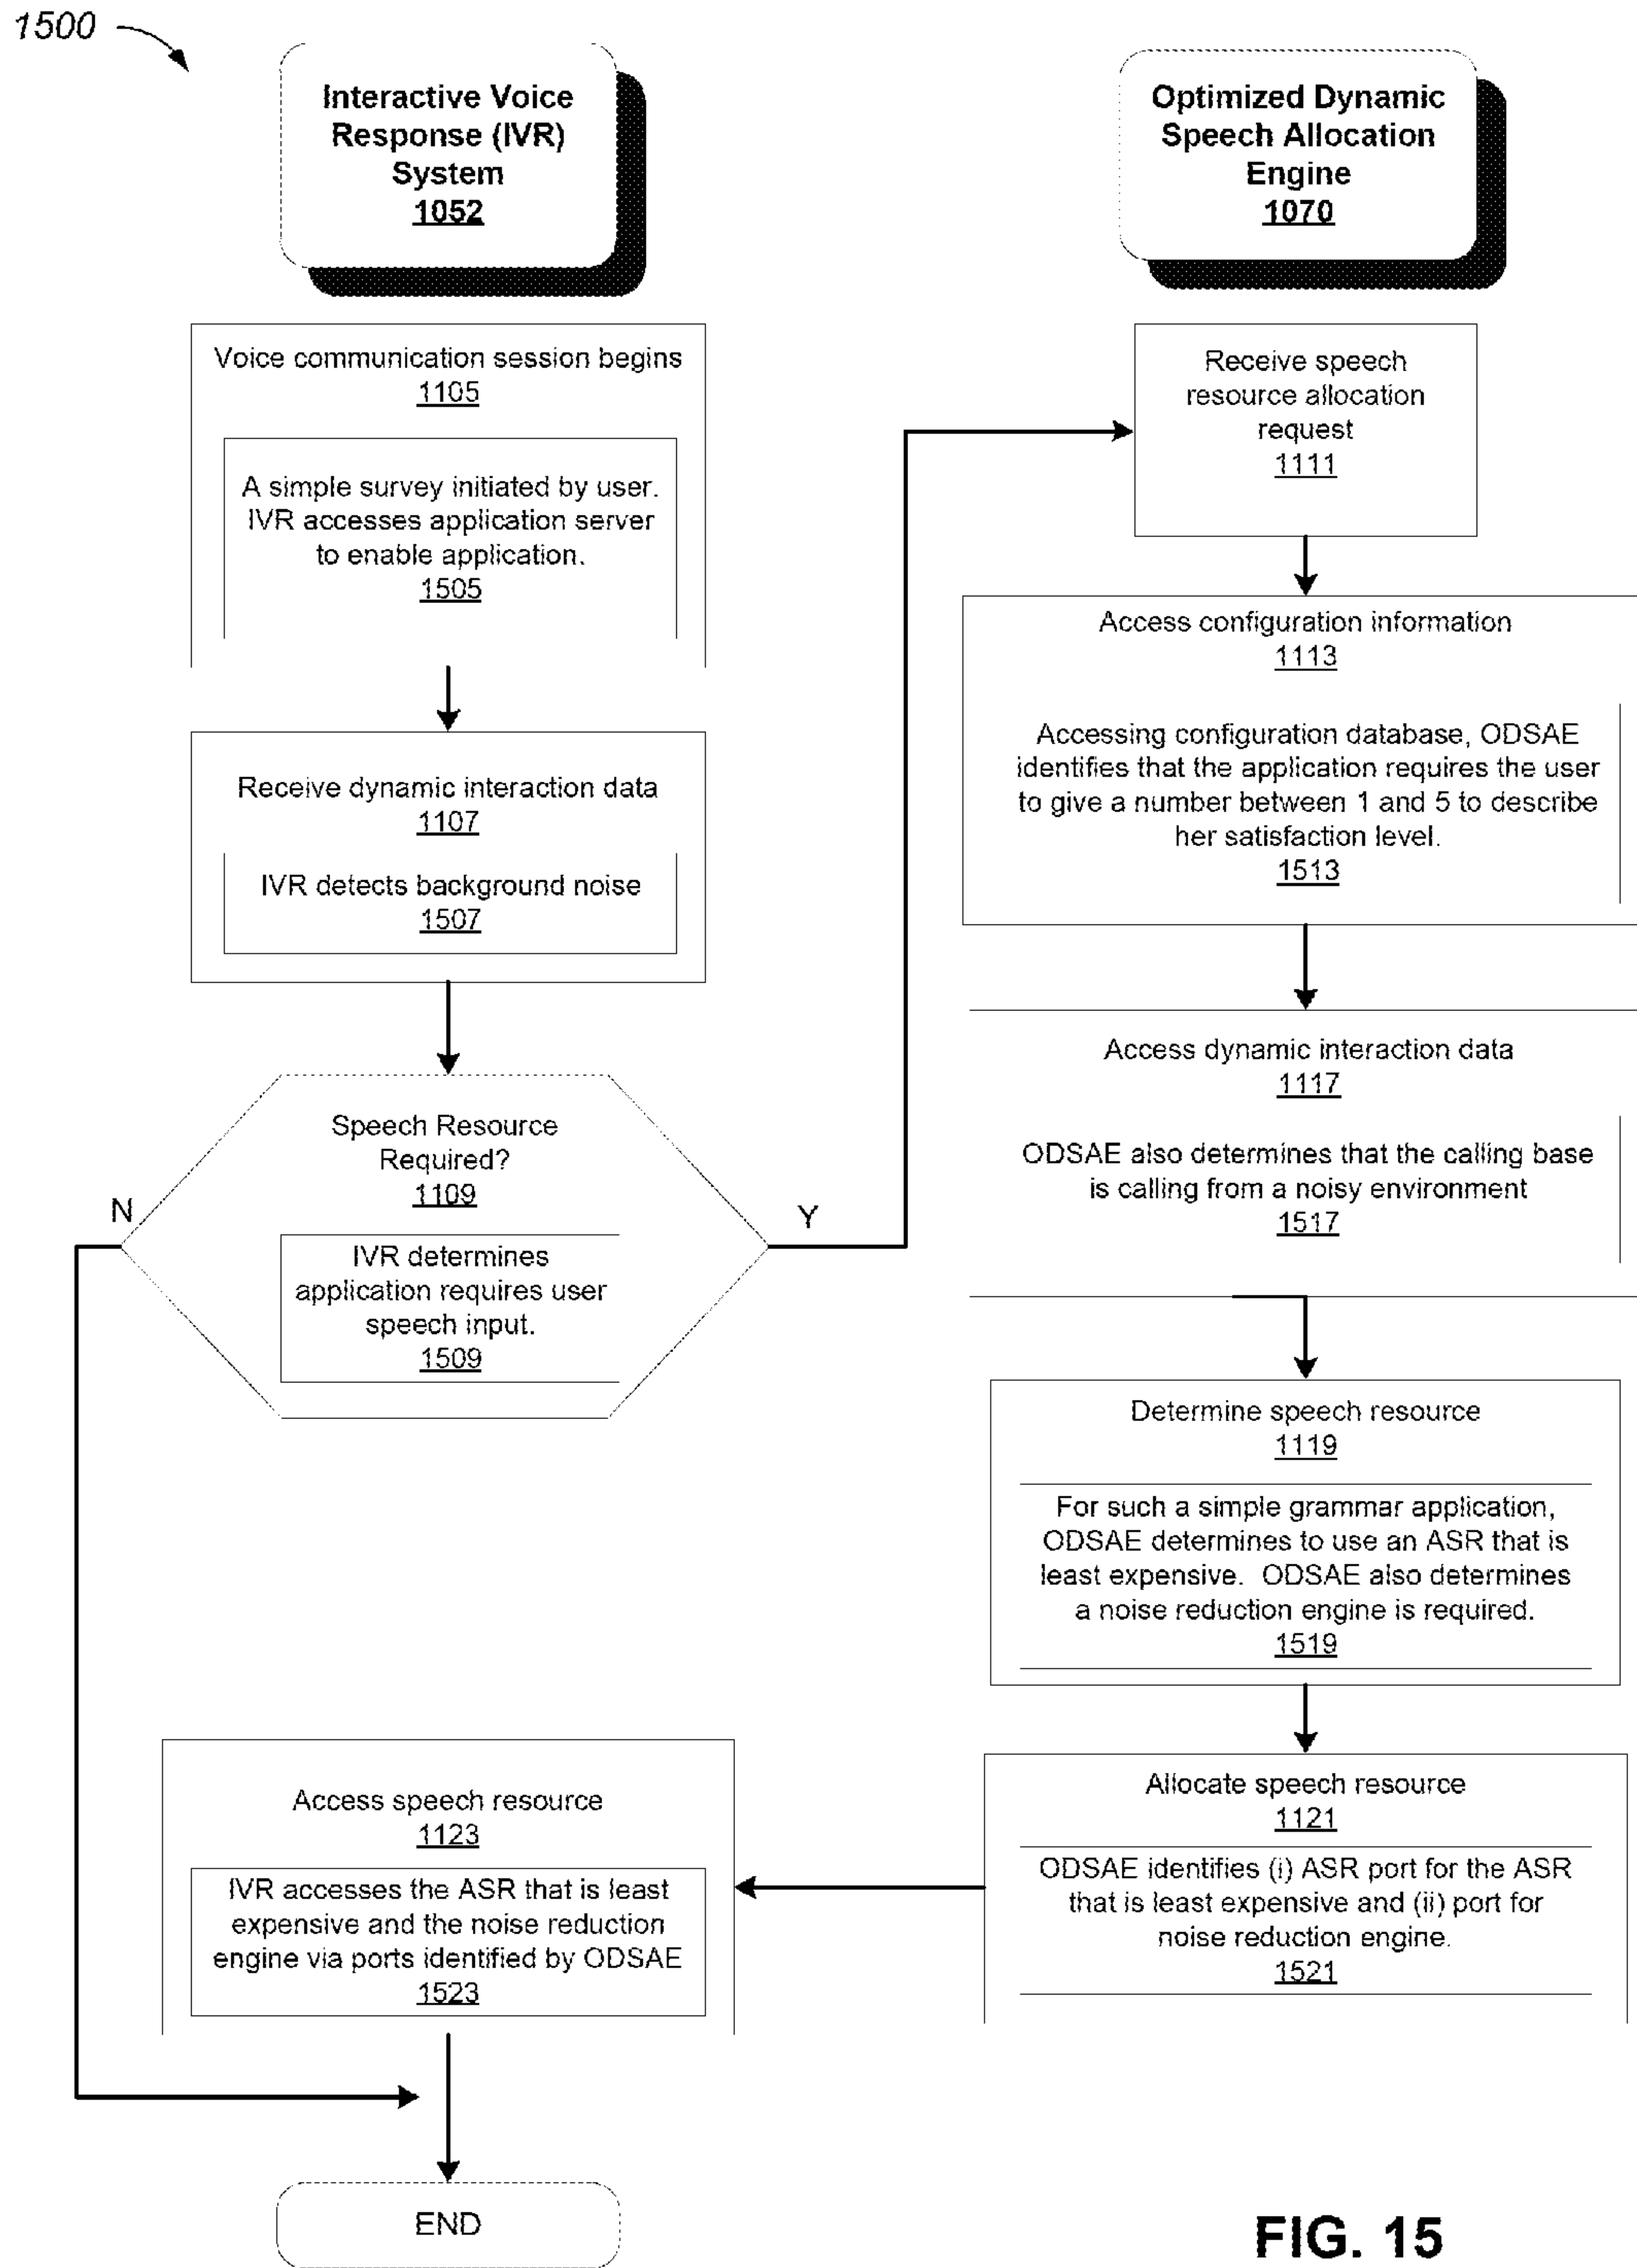 1500
Interactive Voice
Response (IVR)
System
1052
Optimized Dynamic
Speech Allocation
Engine
1070
Voice communication session begins
1105
A simple survey initiated by user.
IVR accesses application server
to enable application.
1505
Receive dynamic interaction data
1107
IVR detects background noise
1507
Speech Resource
Required?
1109
IVR determines
application requires user
speech input.
1509
N
Y
Receive speech
resource allocation
request
1111
Access configuration information
1113
Accessing configuration database, ODSAE
identifies that the application requires the user
to give a number between 1 and 5 to describe
her satisfaction level.
1513
Access dynamic interaction data
1117
ODSAE also determines that the calling base
is calling from a noisy environment
1517
Determine speech resource
1119
For such a simple grammar application,
ODSAE determines to use an ASR that is
least expensive. ODSAE also determines
a noise reduction engine is required.
1519
Allocate speech resource
1121
ODSAE identifies (i) ASR port for the ASR
that is least expensive and (ii) port for
noise reduction engine.
1521
Access speech resource
1123
IVR accesses the ASR that is least
expensive and the noise reduction
engine via ports identified by ODSAE
1523
END
FIG. 15